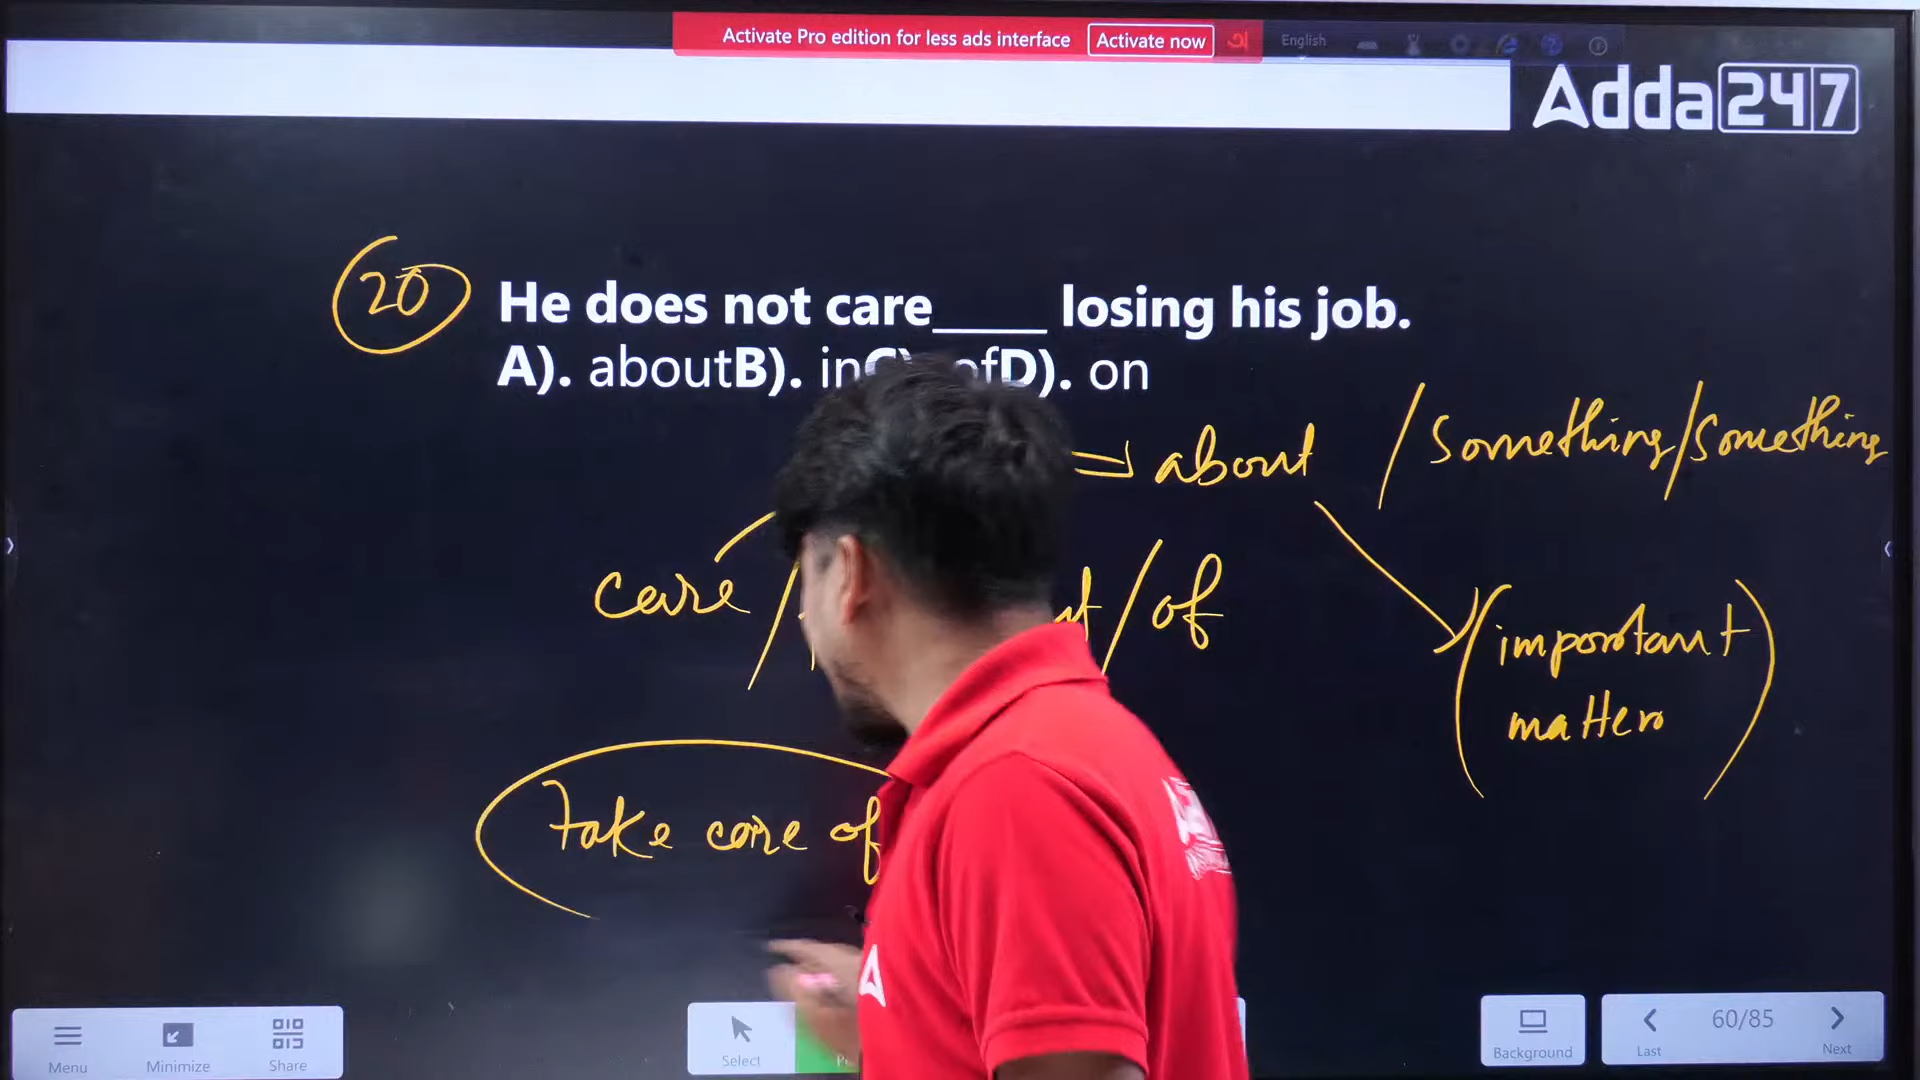 Activate Pro edition for less ads interface Activate now English
Adda247
20 He does not care____ losing his job.
A). aboutB). in ofD). on
about / something/something
care / / of
important
matter
take care of
Menu Minimize Share Select Background Last 60/85 Next